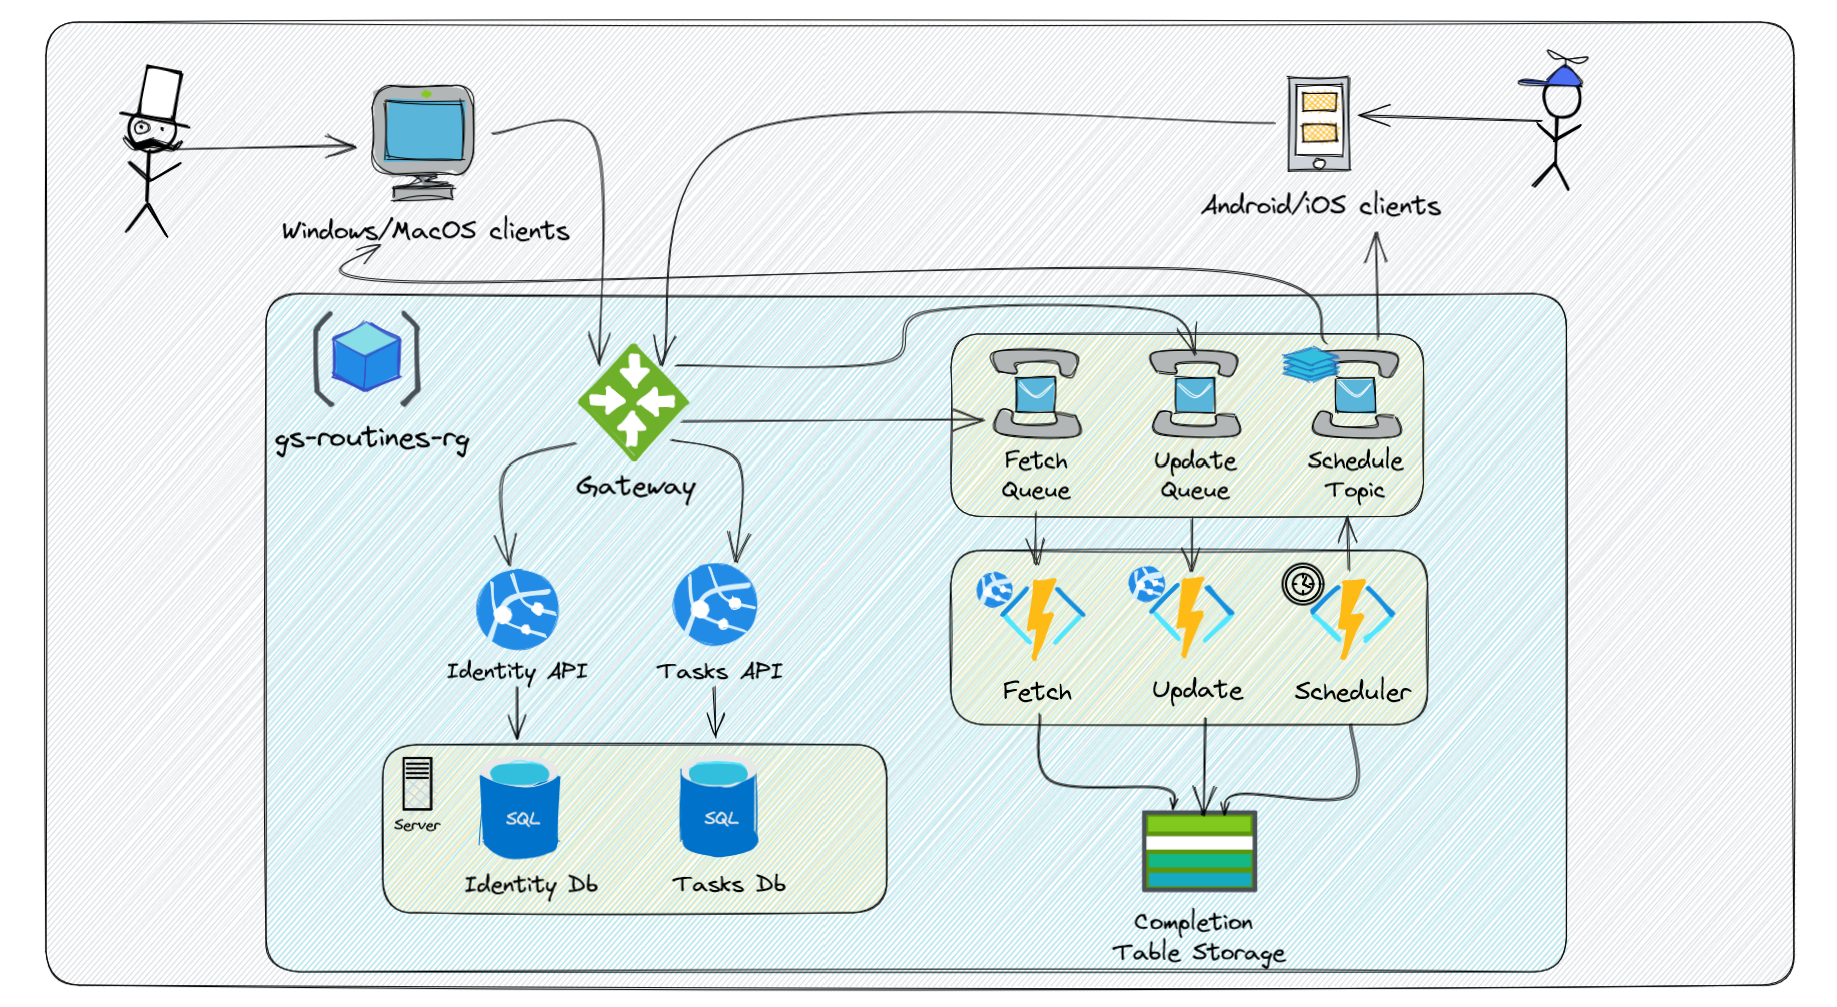 Windows/MacOS clients
Android/iOS clients
gs-routines-rg
Gateway
Fetch
Queue
Update
Queue
Schedule
Topic
Identity API
Tasks API
Fetch
Update
Scheduler
Server
SQL
SQL
Identity Db
Tasks Db
Completion
Table Storage